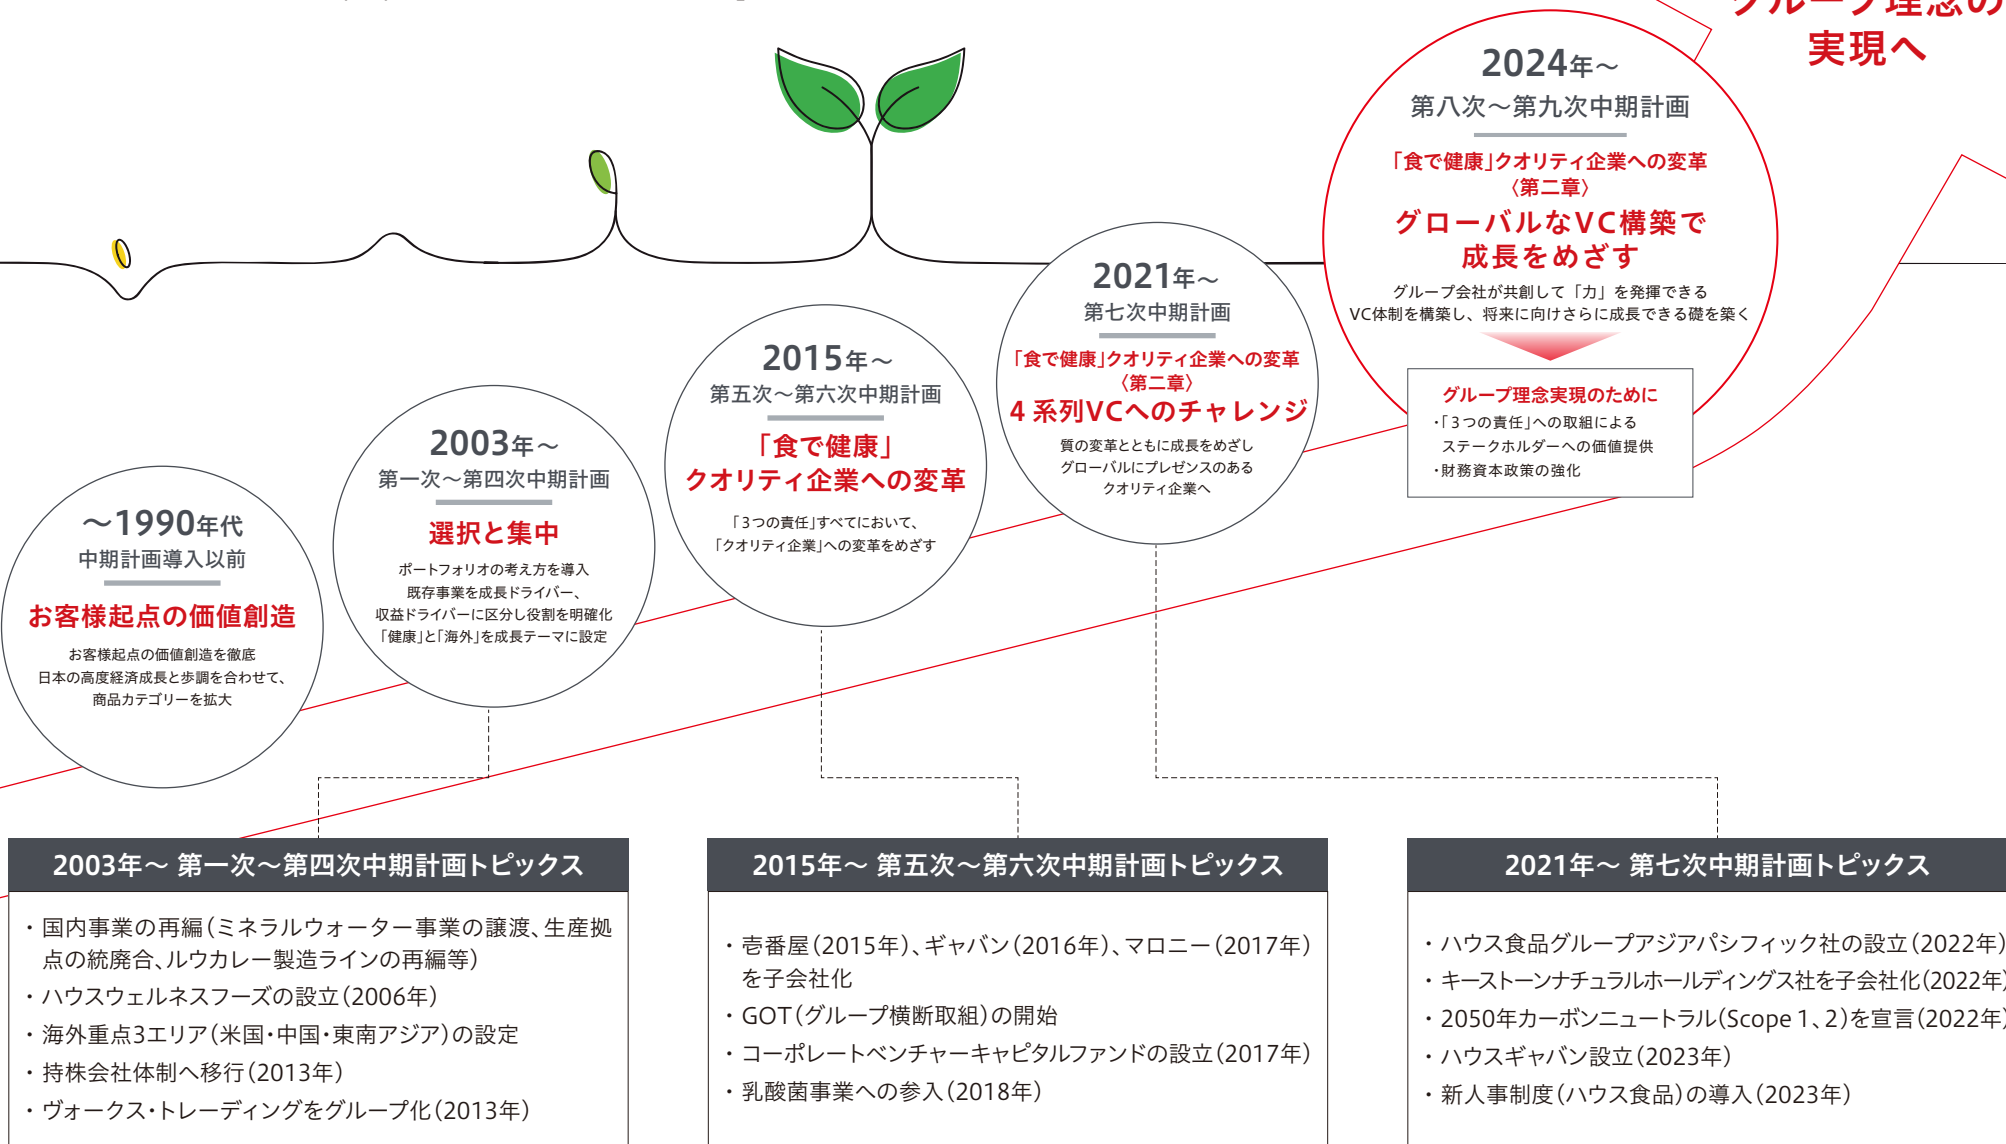 グループ理念の
実現へ
～1990年代
中期計画導入以前
お客様起点の価値創造
お客様起点の価値創造を徹底
日本の高度経済成長と歩調を合わせて、
商品カテゴリーを拡大
2003年～
第一次～第四次中期計画
選択と集中
ポートフォリオの考え方を導入
既存事業を成長ドライバー、
収益ドライバーに区分し役割を明確化
「健康」と「海外」を成長テーマに設定
2015年～
第五次～第六次中期計画
「食で健康」
クオリティ企業への変革
「3つの責任」すべてにおいて、
「クオリティ企業」への変革をめざす
2021年～
第七次中期計画
「食で健康」クオリティ企業への変革
〈第二章〉
4系列VCへのチャレンジ
質の変革とともに成長をめざし
グローバルにプレゼンスのある
クオリティ企業へ
2024年～
第八次～第九次中期計画
「食で健康」クオリティ企業への変革
〈第二章〉
グローバルなVC構築で
成長をめざす
グループ会社が共創して「力」を発揮できる
VC体制を構築し、将来に向けさらに成長できる礎を築く
グループ理念実現のために
・「3つの責任」への取組による
ステークホルダーへの価値提供
・財務資本政策の強化
2003年～ 第一次～第四次中期計画トピックス
・国内事業の再編（ミネラルウォーター事業の譲渡、生産拠
点の統廃合、ルウカレー製造ラインの再編等）
・ハウスウェルネスフーズの設立（2006年）
・海外重点3エリア（米国・中国・東南アジア）の設定
・持株会社体制へ移行（2013年）
・ヴォークス・トレーディングをグループ化（2013年）
2015年～ 第五次～第六次中期計画トピックス
・壱番屋（2015年）、ギャバン（2016年）、マロニー（2017年）
を子会社化
・GOT（グループ横断取組）の開始
・コーポレートベンチャーキャピタルファンドの設立（2017年）
・乳酸菌事業への参入（2018年）
2021年～ 第七次中期計画トピックス
・ハウス食品グループアジアパシフィック社の設立（2022年）
・キーストーンナチュラルホールディングス社を子会社化（2022年）
・2050年カーボンニュートラル（Scope 1、2）を宣言（2022年）
・ハウスギャバン設立（2023年）
・新人事制度（ハウス食品）の導入（2023年）